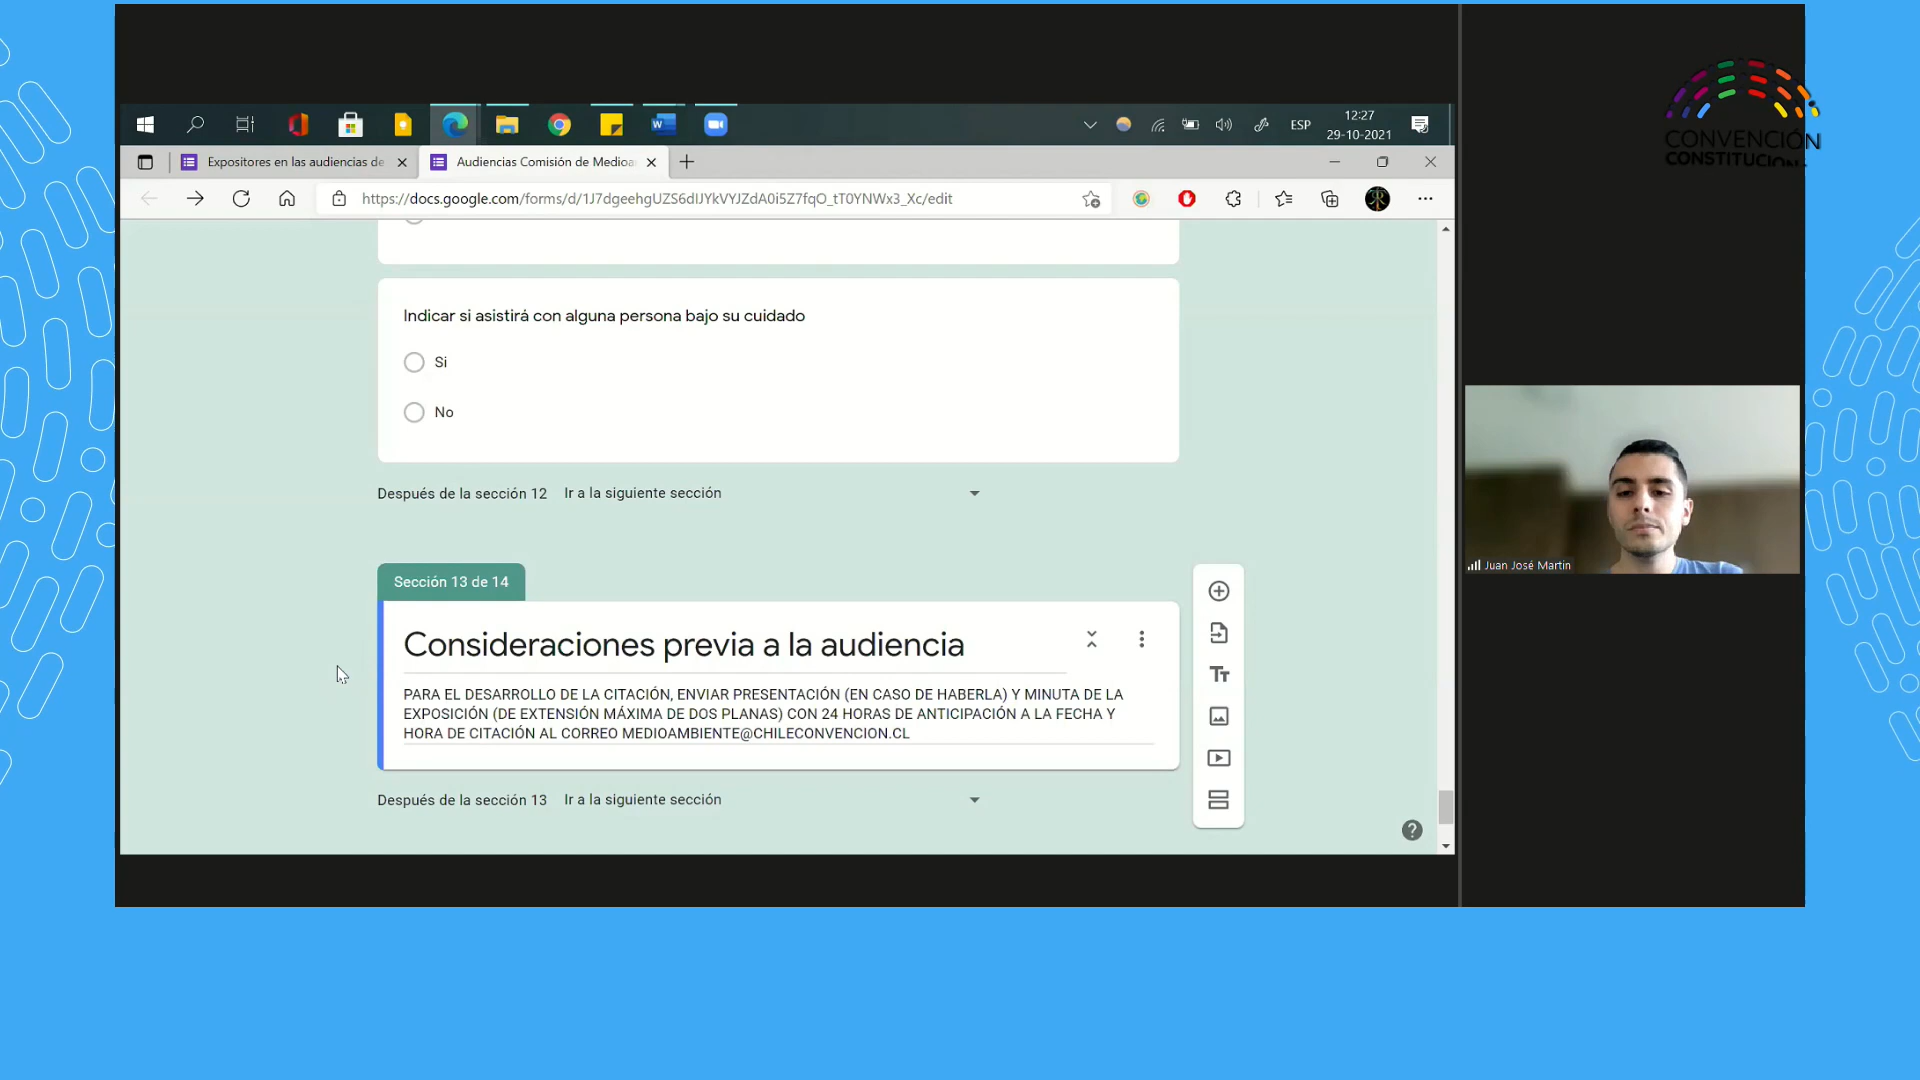 12:27
ESP
29-10-2021
CONVENCIÓN
Expositores en las audiencias de
Audiencias Comisión de Medioa
https://docs.google.com/forms/d/1J7dgeehgUZS6dIJYkVYJZdA0i5Z7fqO_tT0YNWx3_Xc/edit
Indicar si asistirá con alguna persona bajo su cuidado
Si
No
Después de la sección 12 Ir a la siguiente sección
Sección 13 de 14
Consideraciones previa a la audiencia
PARA EL DESARROLLO DE LA CITACIÓN, ENVIAR PRESENTACIÓN (EN CASO DE HABERLA) Y MINUTA DE LA
EXPOSICIÓN (DE EXTENSIÓN MÁXIMA DE DOS PLANAS) CON 24 HORAS DE ANTICIPACIÓN A LA FECHA Y
HORA DE CITACIÓN AL CORREO MEDIOAMBIENTE@CHILECONVENCION.CL
Después de la sección 13 Ir a la siguiente sección
Juan José Martin